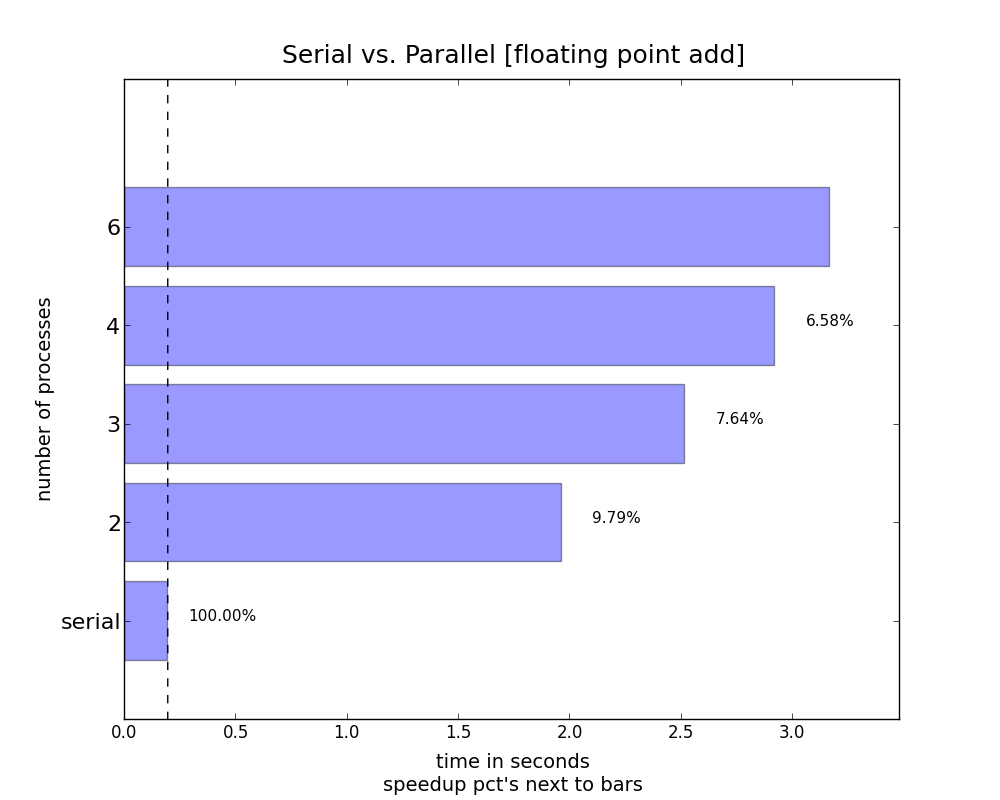 Serial vs. Parallel [floating point add]
number of processes
6
4
6.58%
3
7.64%
2
9.79%
serial
100.00%
0.0 0.5 1.0 1.5 2.0 2.5 3.0
time in seconds
speedup pct's next to bars